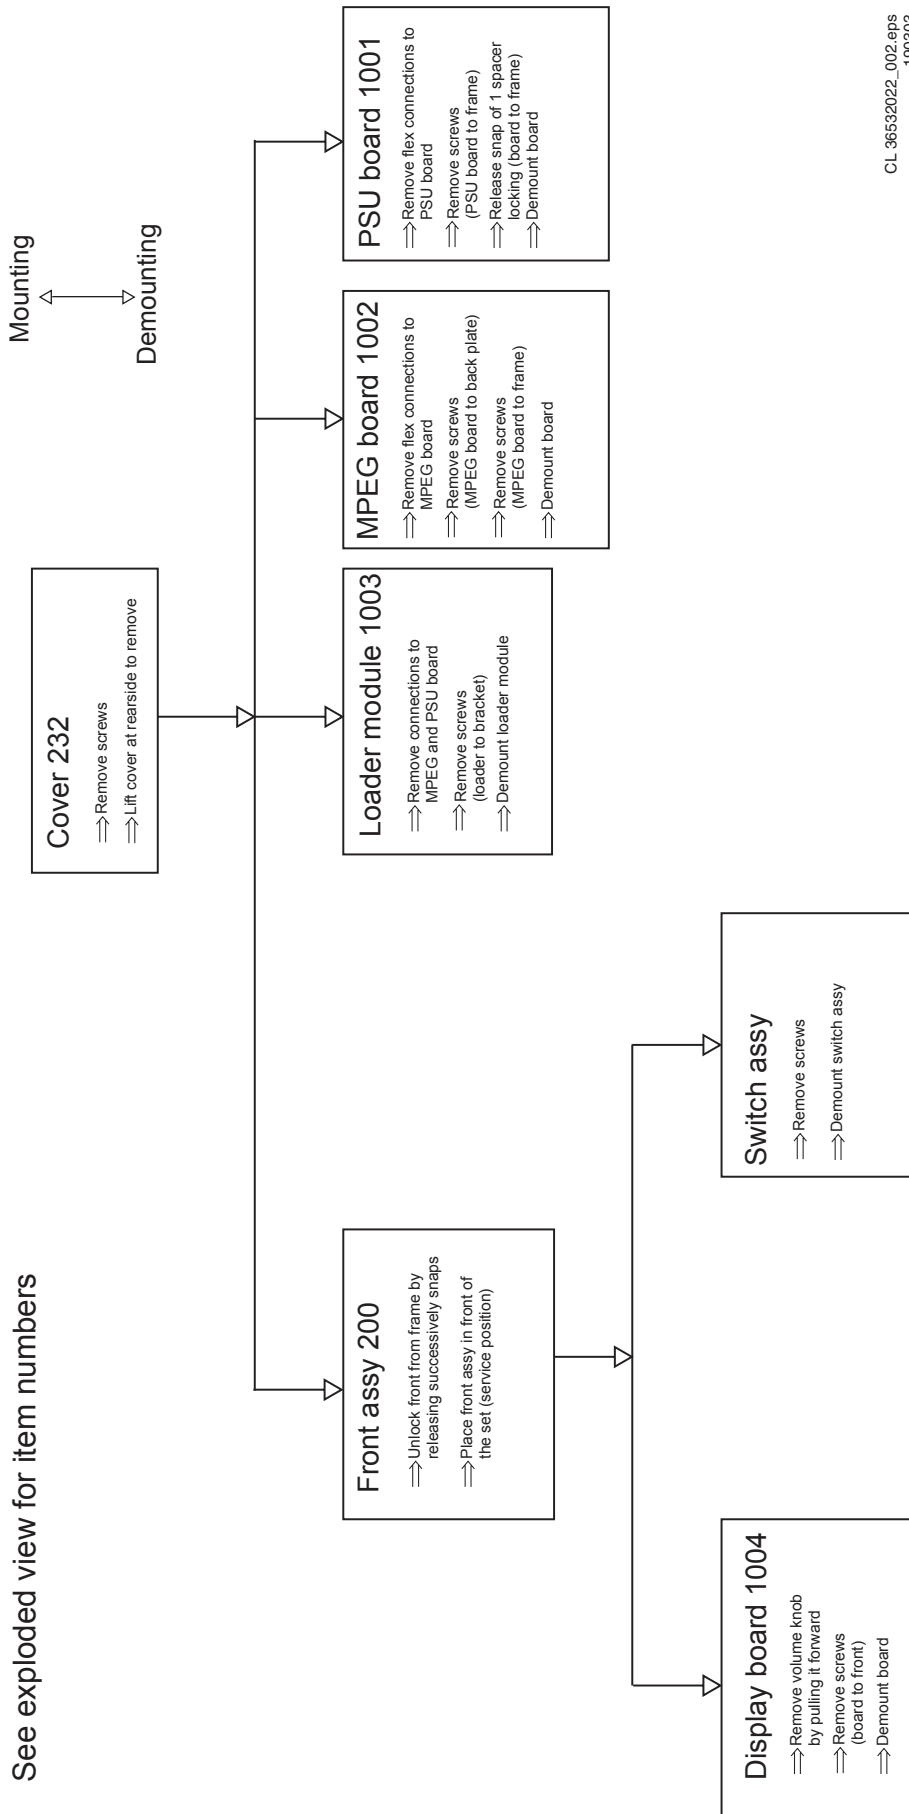 See exploded view for item numbers
Mounting
Demounting
Cover 232
Remove screws
Lift cover at rearside to remove
Front assy 200
Unlock front from frame by
releasing successively snaps
Place front assy in front of
the set (service position)
Loader module 1003
Remove connections to
MPEG and PSU board
Remove screws
(loader to bracket)
Demount loader module
MPEG board 1002
Remove flex connections to
MPEG board
Remove screws
(MPEG board to back plate)
Remove screws
(MPEG board to frame)
Demount board
PSU board 1001
Remove flex connections to
PSU board
Remove screws
(PSU board to frame)
Release snap of 1 spacer
locking (board to frame)
Demount board
Display board 1004
Remove volume knob
by pulling it forward
Remove screws
(board to front)
Demount board
Switch assy
Remove screws
Demount switch assy
CL 36532022_002.eps